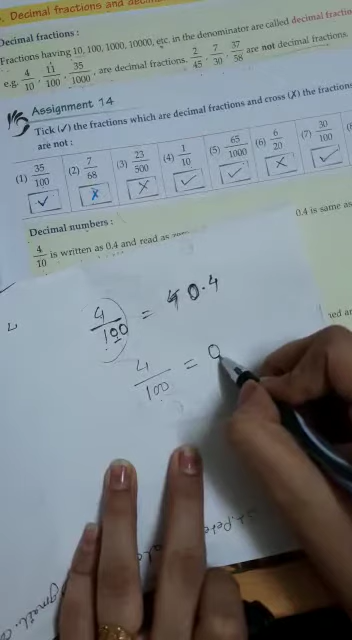 Decimal fractions and
Decimal fractions :
Fractions having 10, 100, 1000, 10000, etc. in the denominator are called decimal
e.g. 4/10, 11/100, 35/1000, are decimal fractions. 2/45, 7/30, 37/58 are not decimal fractions.
Assignment 14
Tick (✓) the fractions which are decimal fractions and cross (X) the fractions
are not :
(1) 35/100 (2) 7/68 (3) 23/500 (4) 1/10 (5) 65/1000 (6) 6/20 (7) 30/100
✓ X X ✓ ✓ X ✓
Decimal numbers :
4/10 is written as 0.4 and read as
0.4 is same as
4/100 = 0.4
4/100 = 0